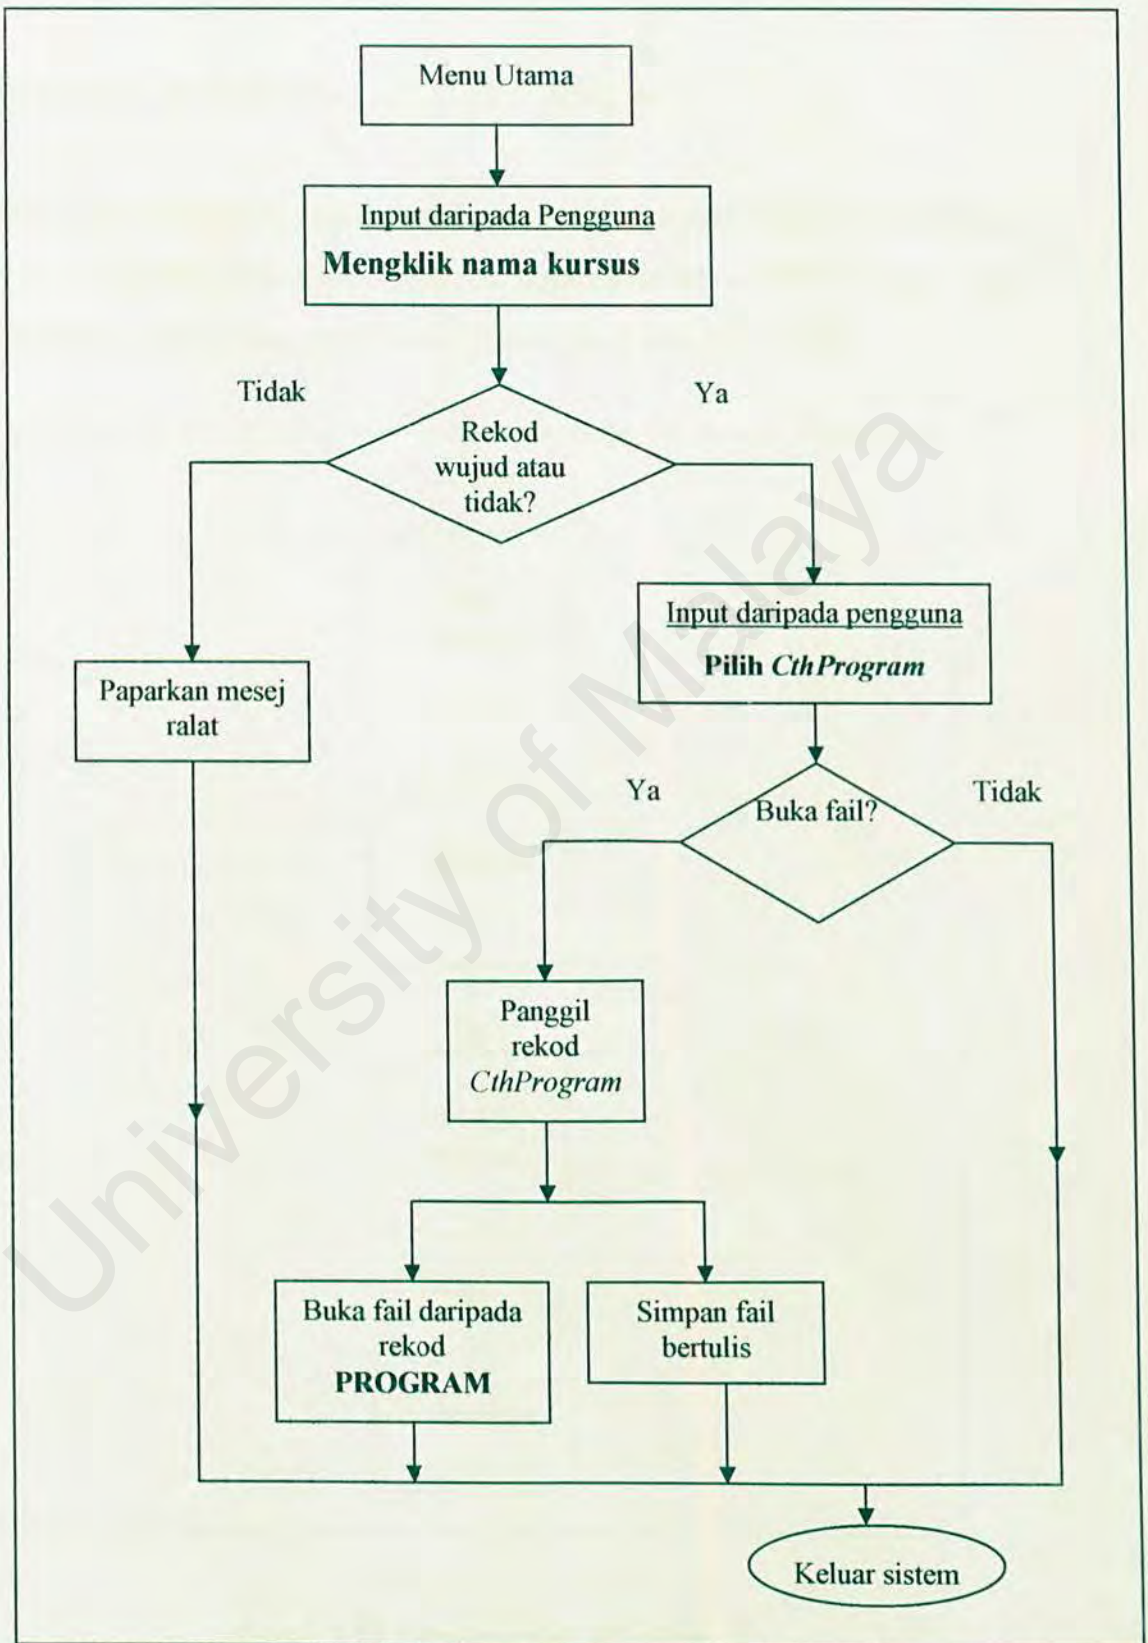 Menu Utama
Input daripada Pengguna
Mengklik nama kursus
Tidak
Ya
Rekod
wujud atau
tidak?
Input daripada pengguna
Pilih CthProgram
Paparkan mesej
ralat
Ya
Tidak
Buka fail?
Panggil
rekod
CthProgram
Buka fail daripada
rekod
PROGRAM
Simpan fail
bertulis
Keluar sistem
University of Malaya